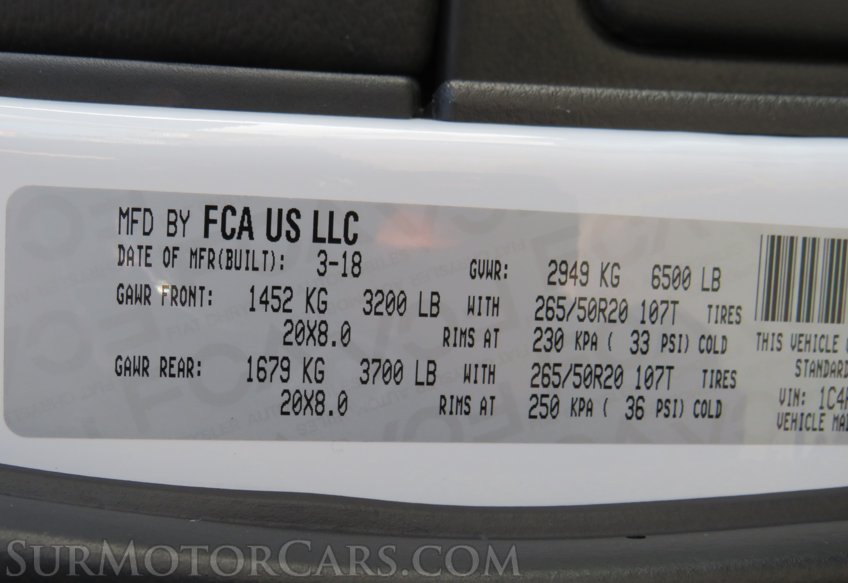 MFD BY FCA US LLC
DATE OF MFR(BUILT): 3-18 GVWR: 2949 KG 6500 LB
GAWR FRONT: 1452 KG 3200 LB WITH 265/50R20 107T TIRES
20X8.0 RIMS AT 230 KPA ( 33 PSI) COLD
THIS VEHICLE
GAWR REAR: 1679 KG 3700 LB WITH 265/50R20 107T TIRES
STANDARD
20X8.0 RIMS AT 250 KPA ( 36 PSI) COLD
VIN: 1C4
VEHICLE
SURMOTORCARS.COM